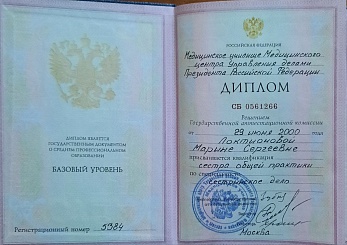 ДИПЛОМ ЯВЛЯЕТСЯ
ГОСУДАРСТВЕННЫМ ДОКУМЕНТОМ
О СРЕДНЕМ ПРОФЕССИОНАЛЬНОМ
ОБРАЗОВАНИИ
БАЗОВЫЙ УРОВЕНЬ
Регистрационный номер 5984
РОССИЙСКАЯ ФЕДЕРАЦИЯ
Медицинское училище Медицинского
центра Управления делами
Президента Российской Федерации
ДИПЛОМ
СБ 0561266
Решением
Государственной аттестационной комиссии
от 29 июня 2000 года
Локтионовой
Марине Сергеевне
присваивается квалификация
сестра общей практики
по специальности
сестринское дело
Москва